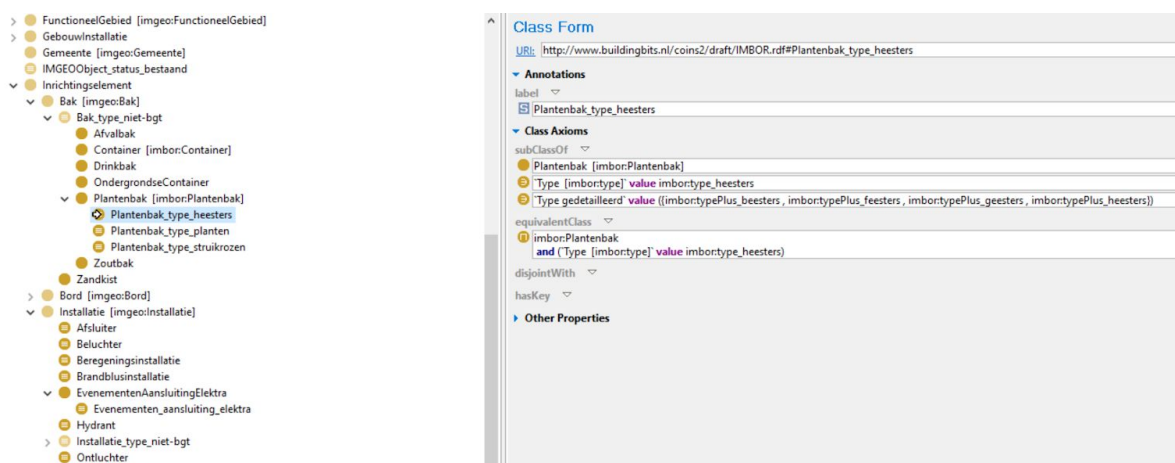 FunctioneelGebied [imgeo:FunctioneelGebied]
GebouwInstallatie
Gemeente [imgeo:Gemeente]
IMGEOObject_status_bestaand
Inrichtingselement
Bak [imgeo:Bak]
Bak_type_niet-bgt
Afvalbak
Container [imbor:Container]
Drinkbak
OndergrondseContainer
Plantenbak [imbor:Plantenbak]
Plantenbak_type_heesters
Plantenbak_type_planten
Plantenbak_type_struikrozen
Zoutbak
Zandkist
Bord [imgeo:Bord]
Installatie [imgeo:Installatie]
Afsluiter
Beluchter
Beregeningsinstallatie
Brandblusinstallatie
EvenementenAansluitingElektra
Evenementen_aansluiting_elektra
Hydrant
Installatie_type_niet-bgt
Ontluchter
Class Form
URI: http://www.buildingbits.nl/coins2/draft/IMBOR.rdf#Plantenbak_type_heesters
Annotations
label
Plantenbak_type_heesters
Class Axioms
subClassOf
Plantenbak [imbor:Plantenbak]
`Type [imbor:type]` value imbor:type_heesters
`Type gedetailleerd` value ({imbor:typePlus_beesters , imbor:typePlus_feesters , imbor:typePlus_geesters , imbor:typePlus_heesters})
equivalentClass
imbor:Plantenbak
and (`Type [imbor:type]` value imbor:type_heesters)
disjointWith
hasKey
Other Properties